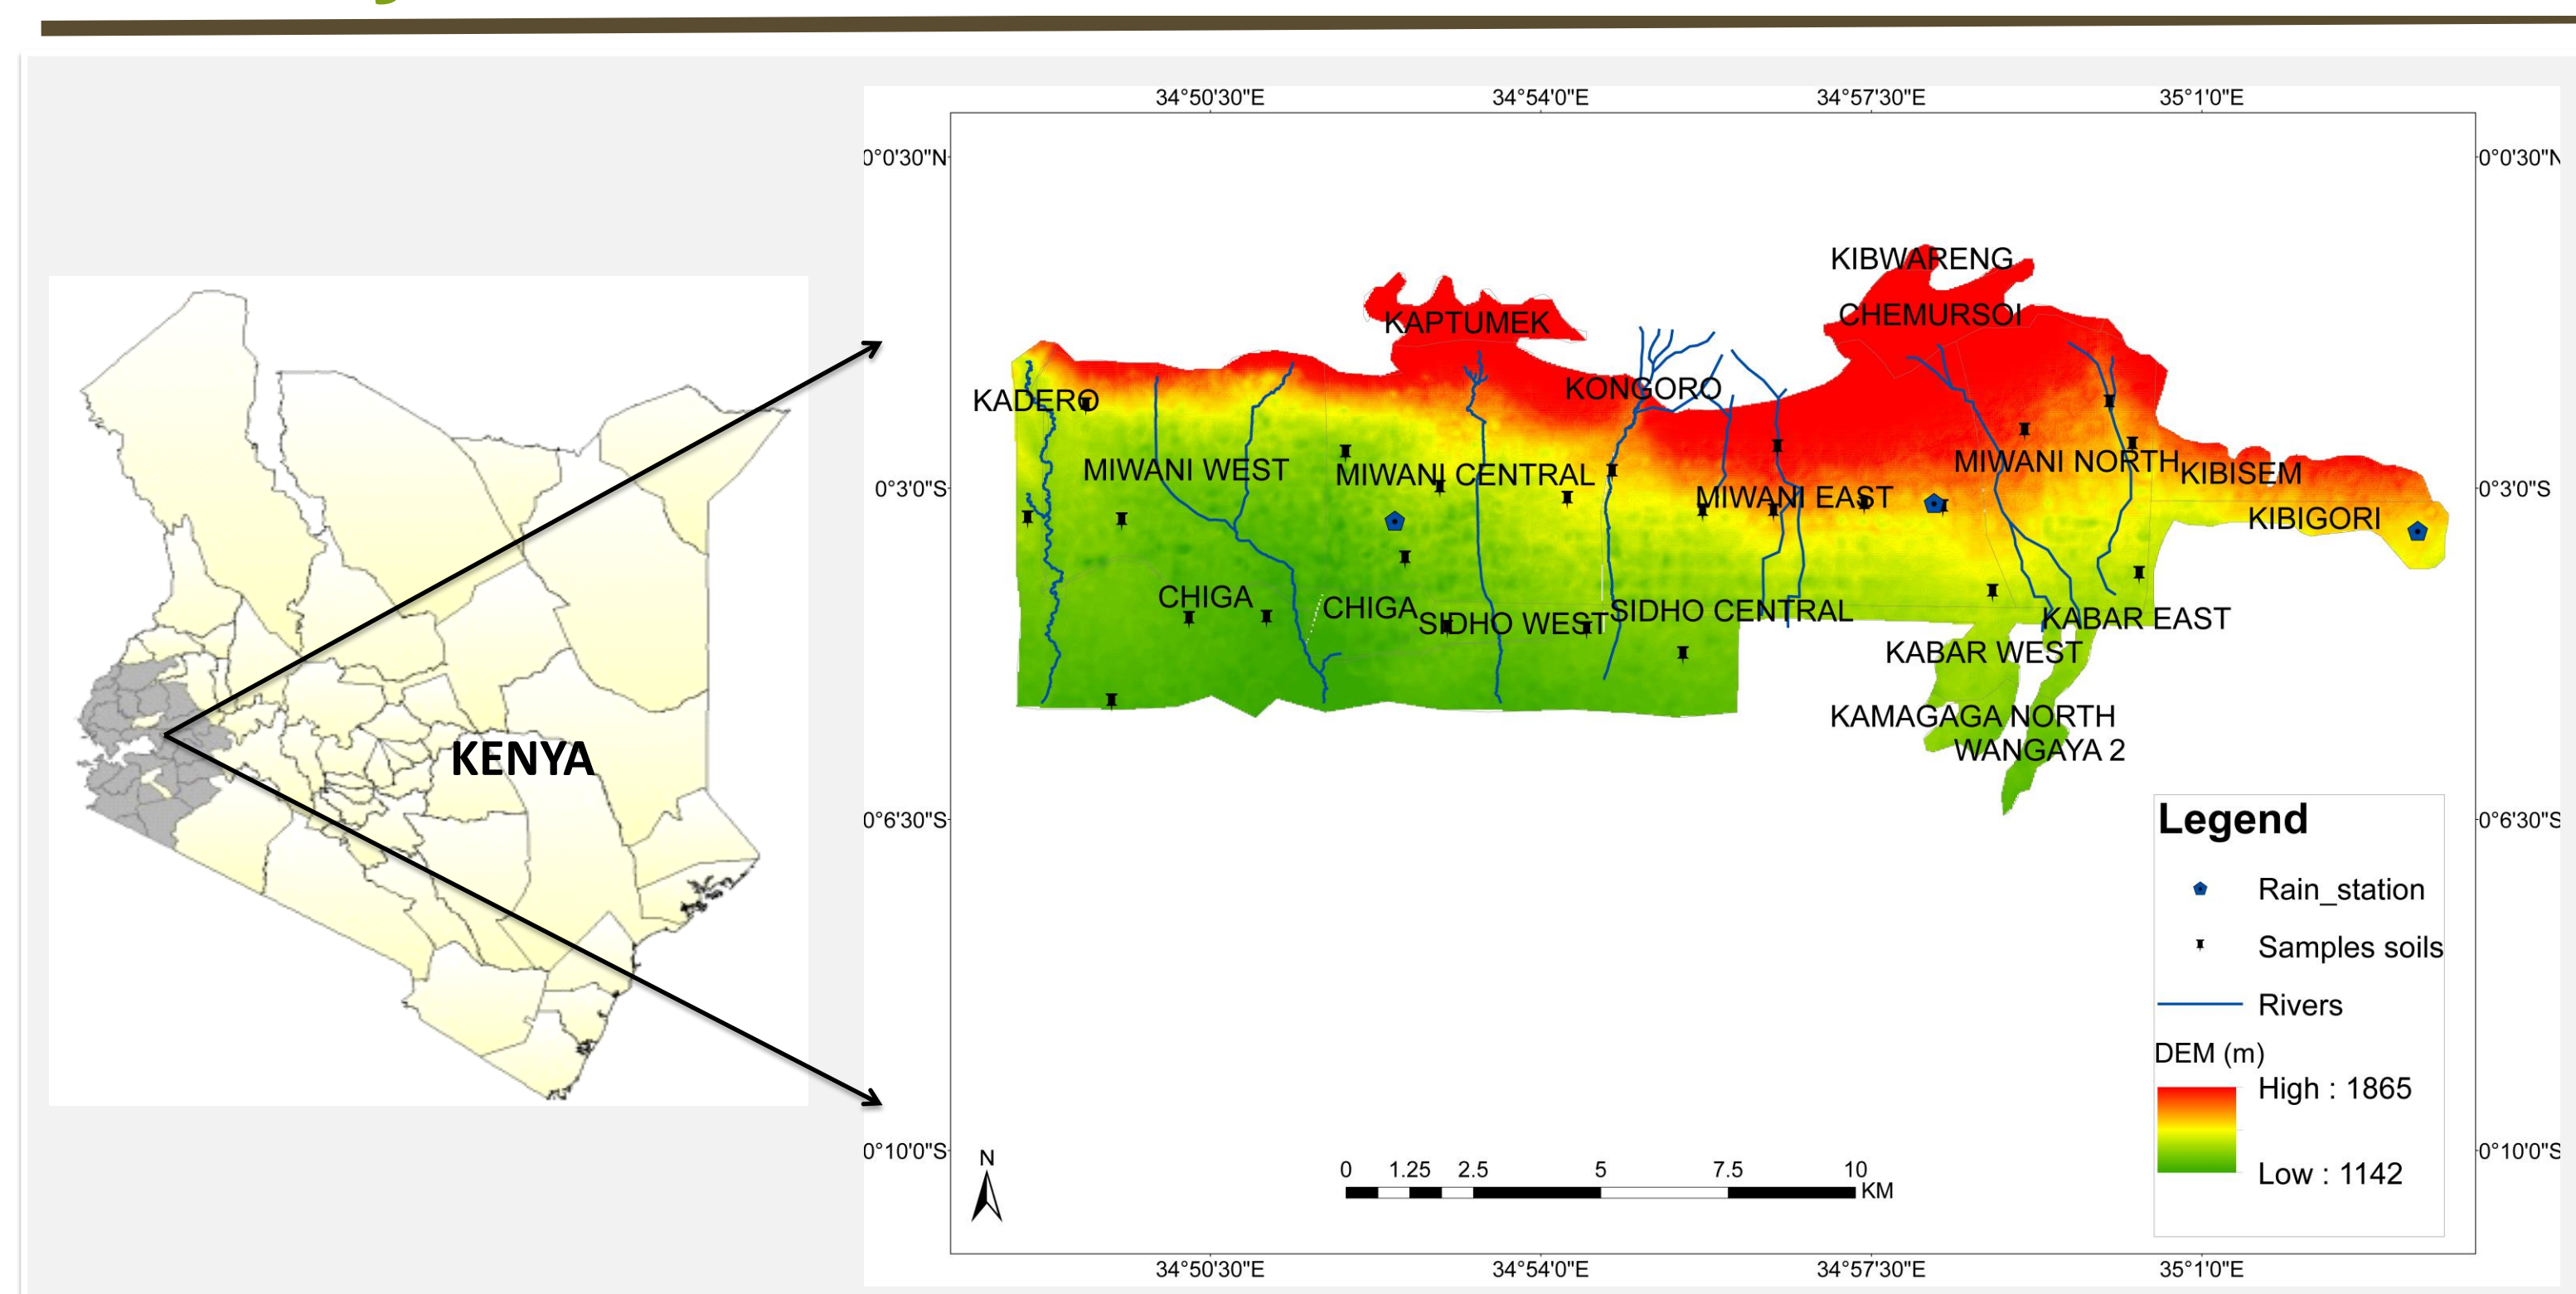 34°50'30"E 34°54'0"E 34°57'30"E 35°1'0"E
0°0'30"N 0°0'30"N
KIBWARENG
CHEMURSOI
KAPTUMEK
KONGORO
KADERO
MIWANI WEST
MIWANI CENTRAL
MIWANI NORTH
KIBISEM
0°3'0"S 0°3'0"S
MIWANI EAST
KIBIGORI
CHIGA
CHIGA
SIDHO WEST
SIDHO CENTRAL
KABAR EAST
KABAR WEST
KAMAGAGA NORTH
WANGAYA 2
KENYA
0°6'30"S 0°6'30"S
Legend
Rain_station
Samples soils
Rivers
DEM (m)
High : 1865
Low : 1142
0°10'0"S 0°10'0"S
N
0 1.25 2.5 5 7.5 10
KM
34°50'30"E 34°54'0"E 34°57'30"E 35°1'0"E